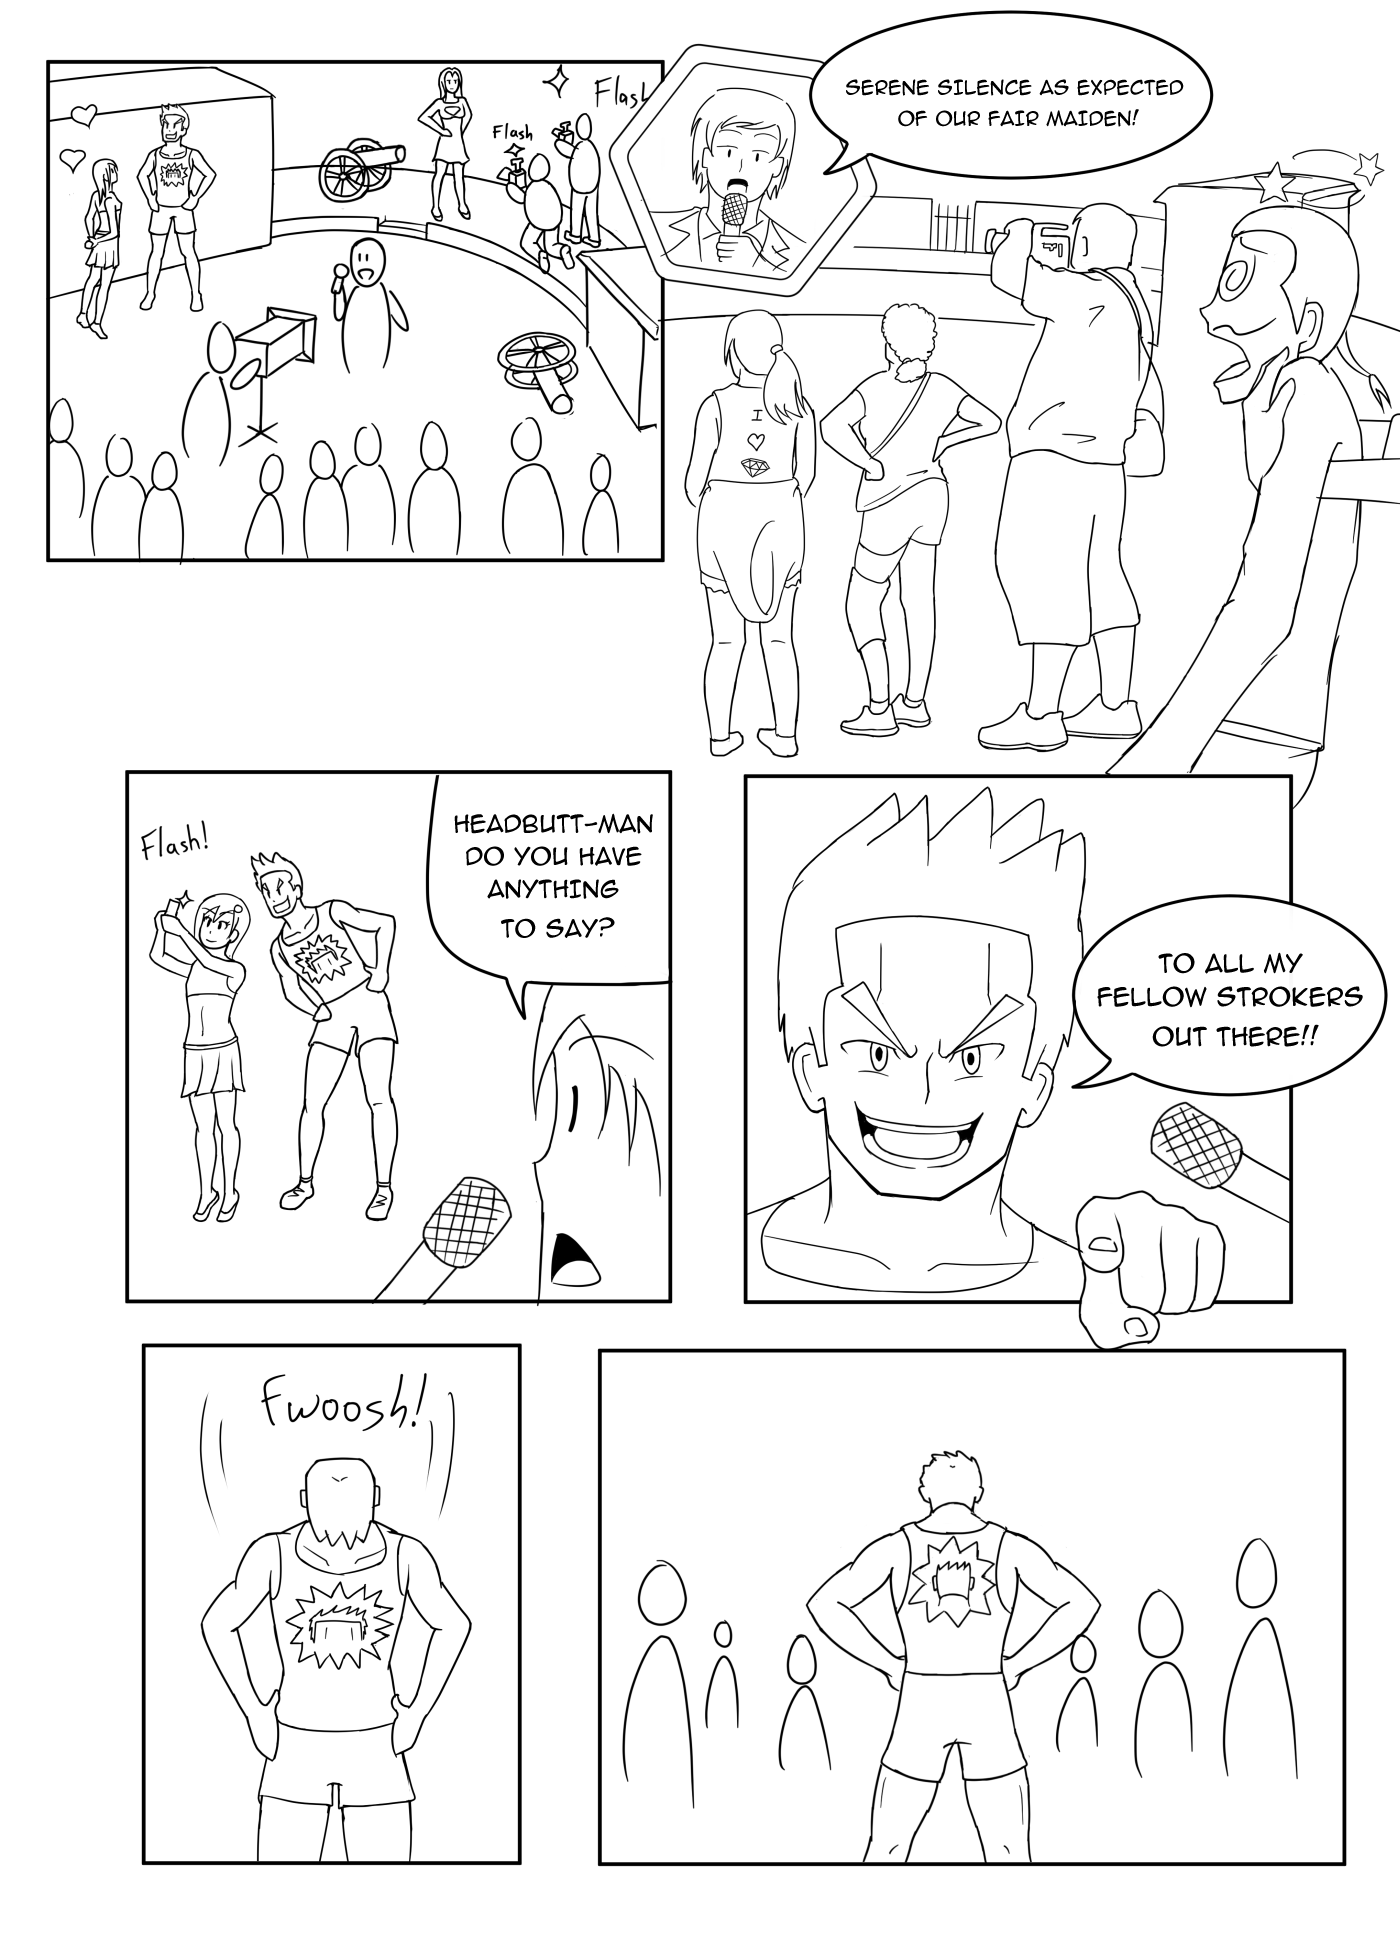 Flash
Flash
SERENE SILENCE AS EXPECTED
OF OUR FAIR MAIDEN!
I
Flash!
HEADBUTT-MAN
DO YOU HAVE
ANYTHING
TO SAY?
TO ALL MY
FELLOW STROKERS
OUT THERE!!
Fwoosh!